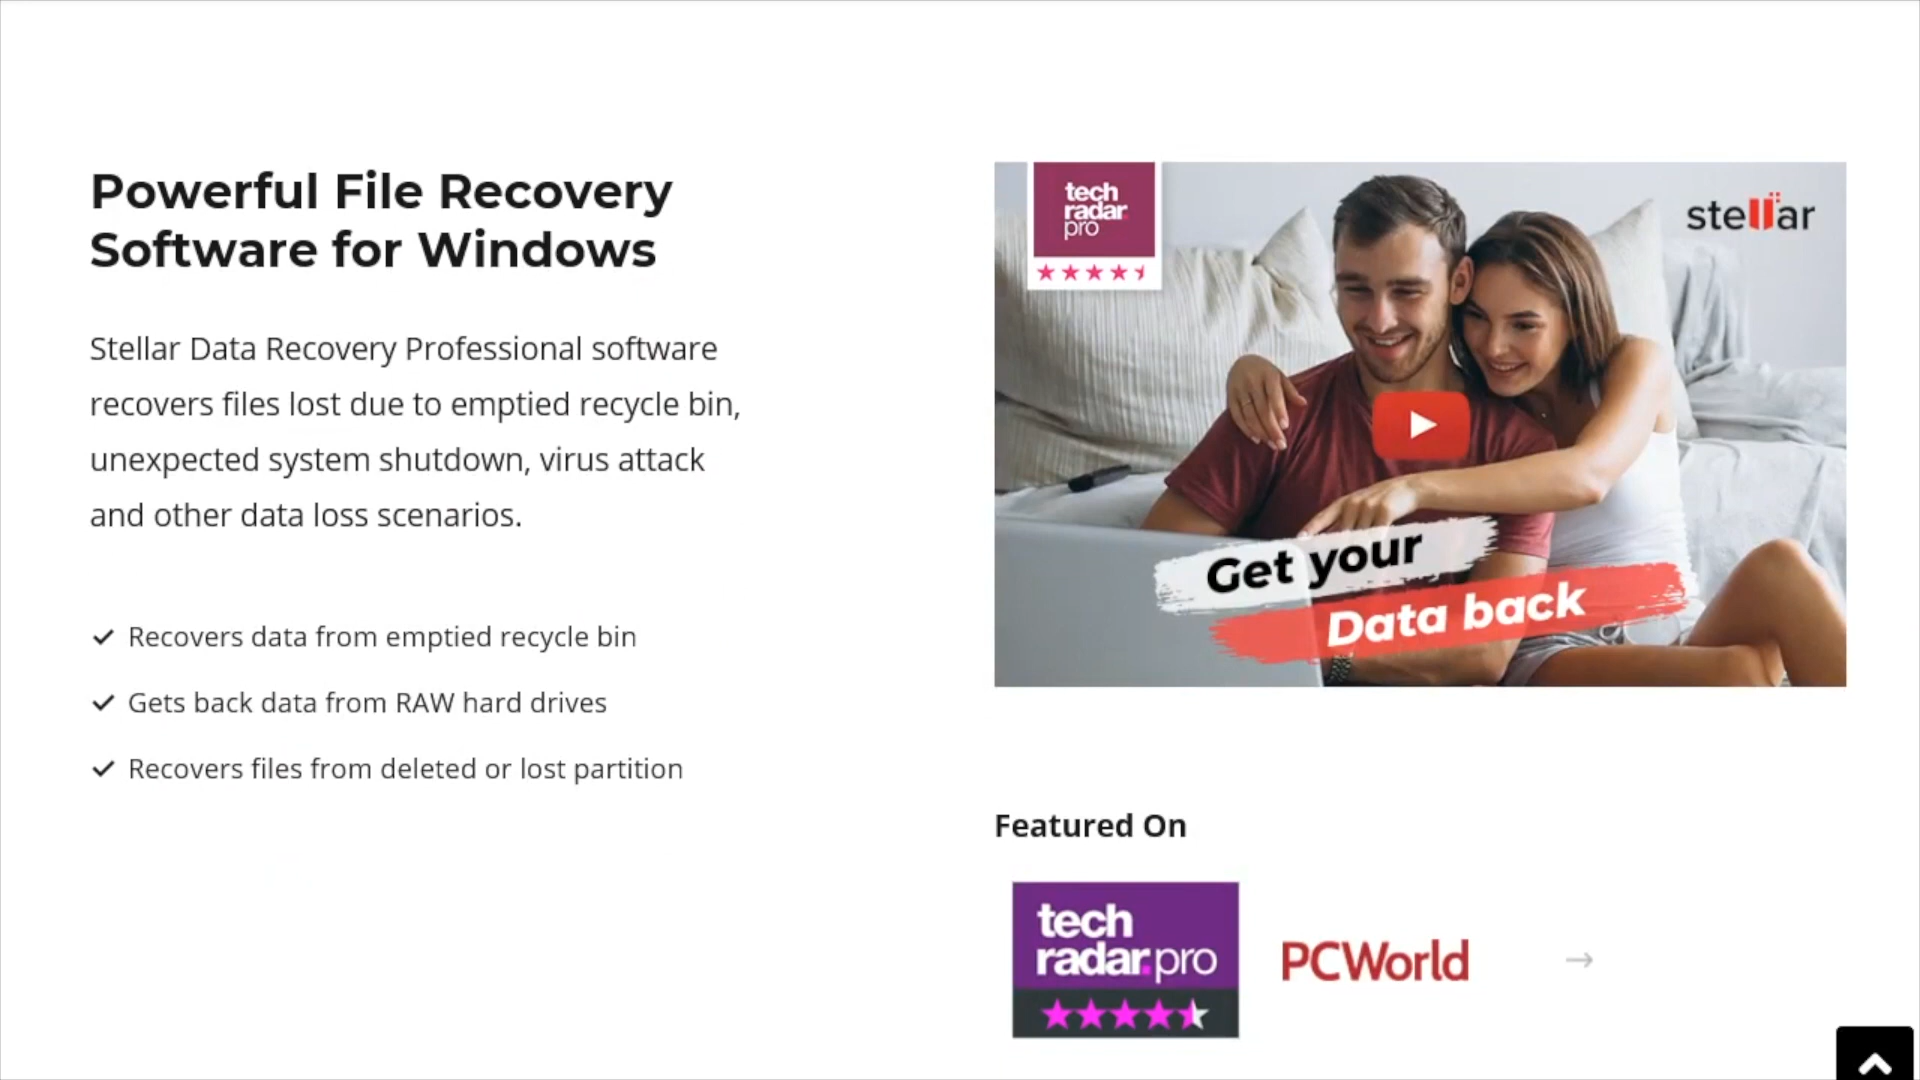 Powerful File Recovery
Software for Windows
Stellar Data Recovery Professional software
recovers files lost due to emptied recycle bin,
unexpected system shutdown, virus attack
and other data loss scenarios.
Recovers data from emptied recycle bin
Gets back data from RAW hard drives
Recovers files from deleted or lost partition
tech
radar
pro
stellar
Get your
Data back
Featured On
tech
radar.pro
PCWorld